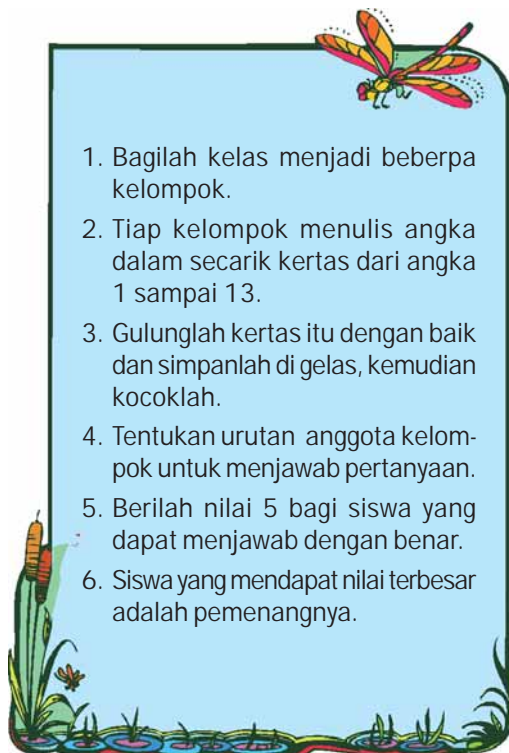 1. Bagilah kelas menjadi beberpa
kelompok.
2. Tiap kelompok menulis angka
dalam secarik kertas dari angka
1 sampai 13.
3. Gulunglah kertas itu dengan baik
dan simpanlah di gelas, kemudian
kocoklah.
4. Tentukan urutan anggota kelom-
pok untuk menjawab pertanyaan.
5. Berilah nilai 5 bagi siswa yang
dapat menjawab dengan benar.
6. Siswa yang mendapat nilai terbesar
adalah pemenangnya.